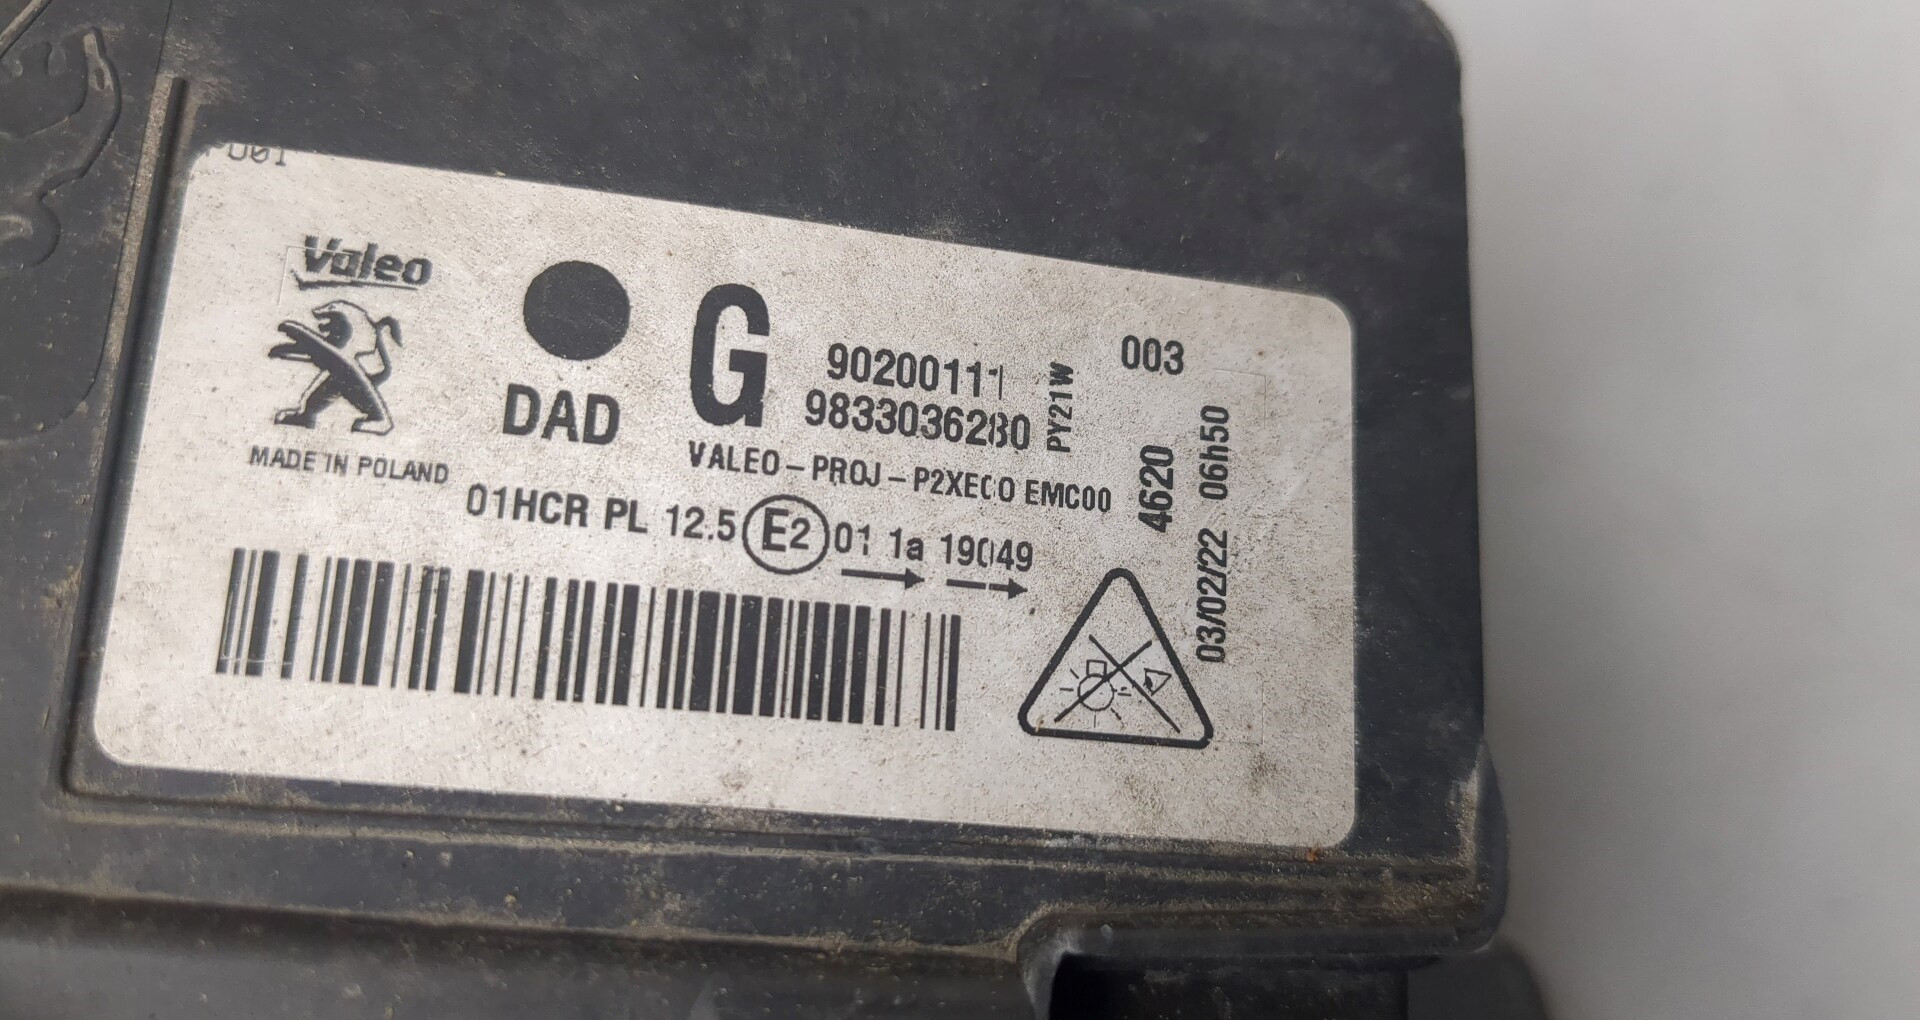 Valeo
DAD
G
90200111
9833036280
PY21W
003
MADE IN POLAND
VALEO-PROJ-P2XECO EMC00
01HCR PL 12.5 E2 01 1a 19049
4620
03/02/22 06h50